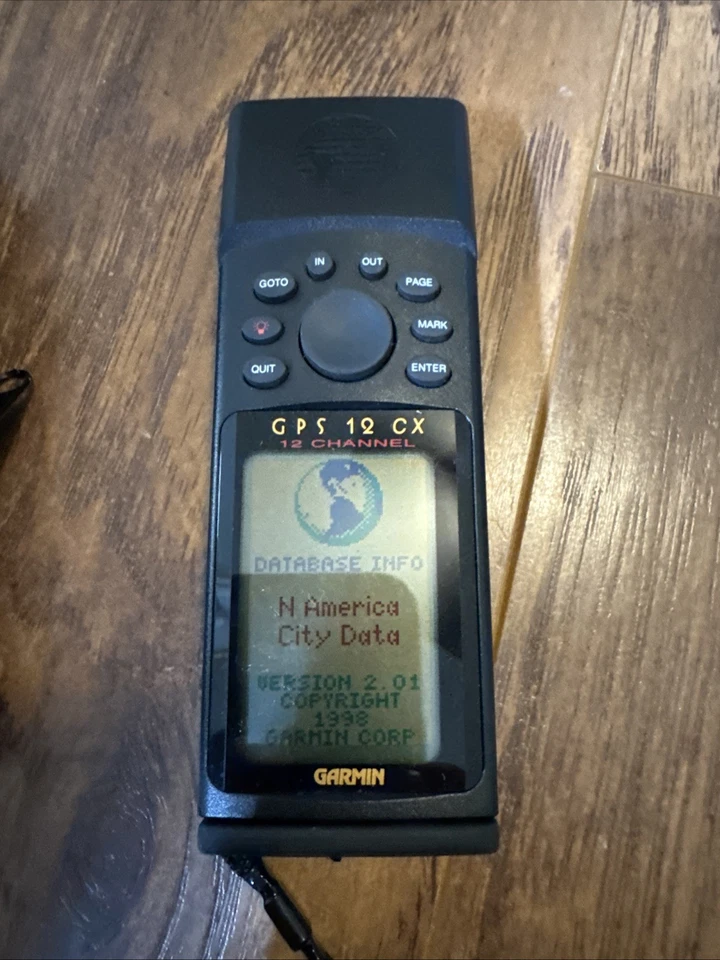 IN OUT
GOTO PAGE
MARK
QUIT ENTER
GPS 12 CX
12 CHANNEL
DATABASE INFO
N America
City Data
VERSION 2.01
COPYRIGHT
1998
GARMIN CORP
GARMIN